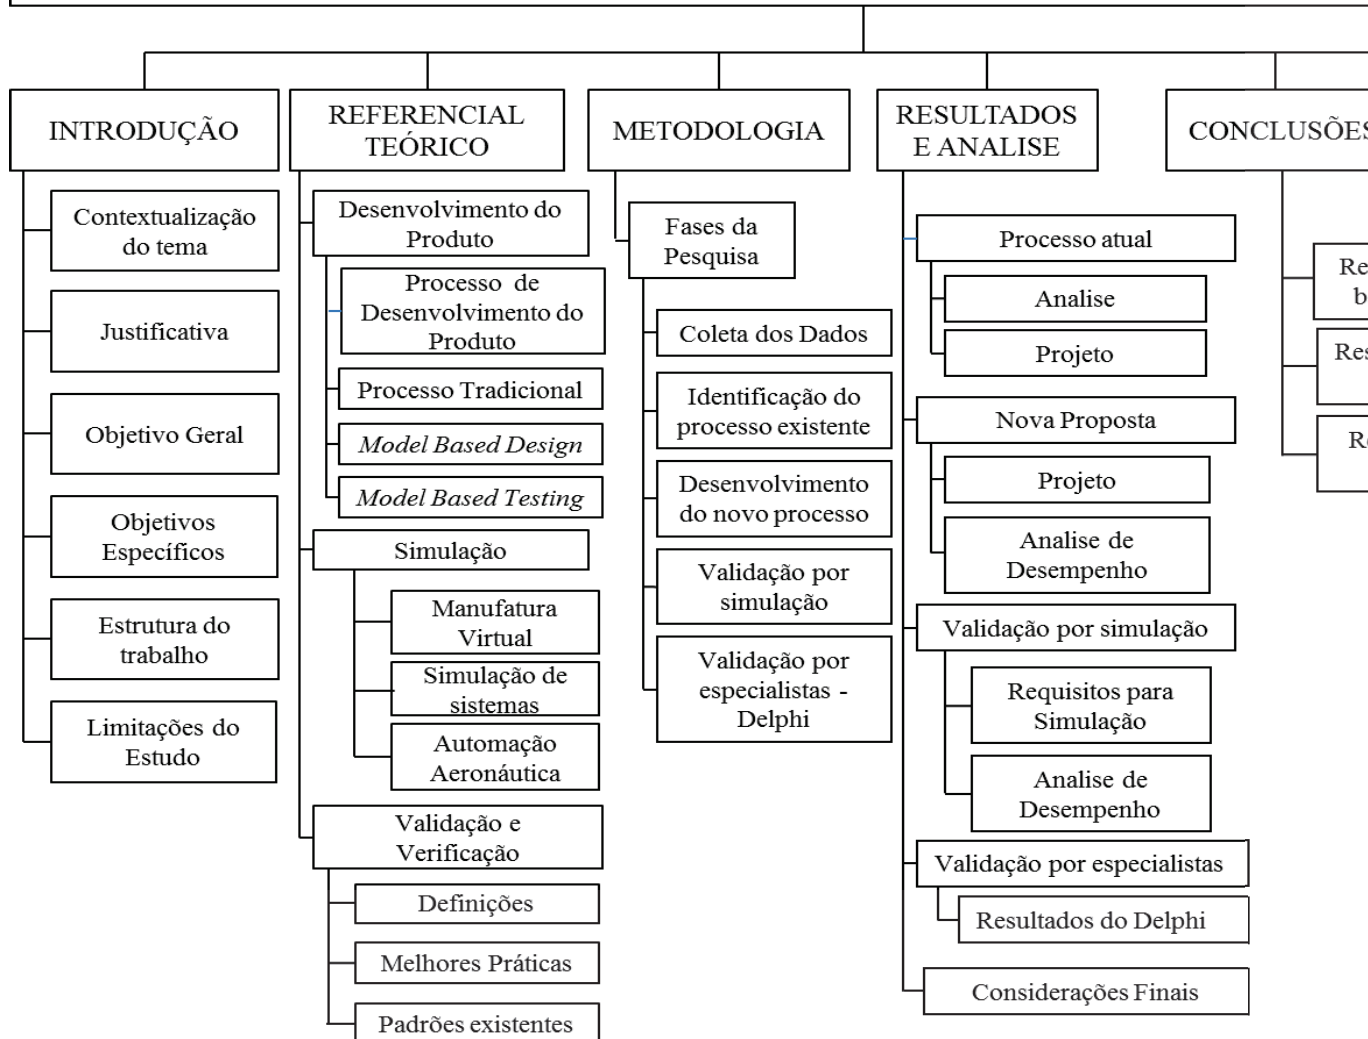 INTRODUÇÃO
Contextualização
do tema
Justificativa
Objetivo Geral
Objetivos
Específicos
Estrutura do
trabalho
Limitações do
Estudo
REFERENCIAL
TEÓRICO
Desenvolvimento do
Produto
Processo de
Desenvolvimento do
Produto
Processo Tradicional
Model Based Design
Model Based Testing
Simulação
Manufatura
Virtual
Simulação de
sistemas
Automação
Aeronáutica
Validação e
Verificação
Definições
Melhores Práticas
Padrões existentes
METODOLOGIA
Fases da
Pesquisa
Coleta dos Dados
Identificação do
processo existente
Desenvolvimento
do novo processo
Validação por
simulação
Validação por
especialistas -
Delphi
RESULTADOS
E ANALISE
Processo atual
Analise
Projeto
Nova Proposta
Projeto
Analise de
Desempenho
Validação por simulação
Requisitos para
Simulação
Analise de
Desempenho
Validação por especialistas
Resultados do Delphi
Considerações Finais
CONCLUSÕES